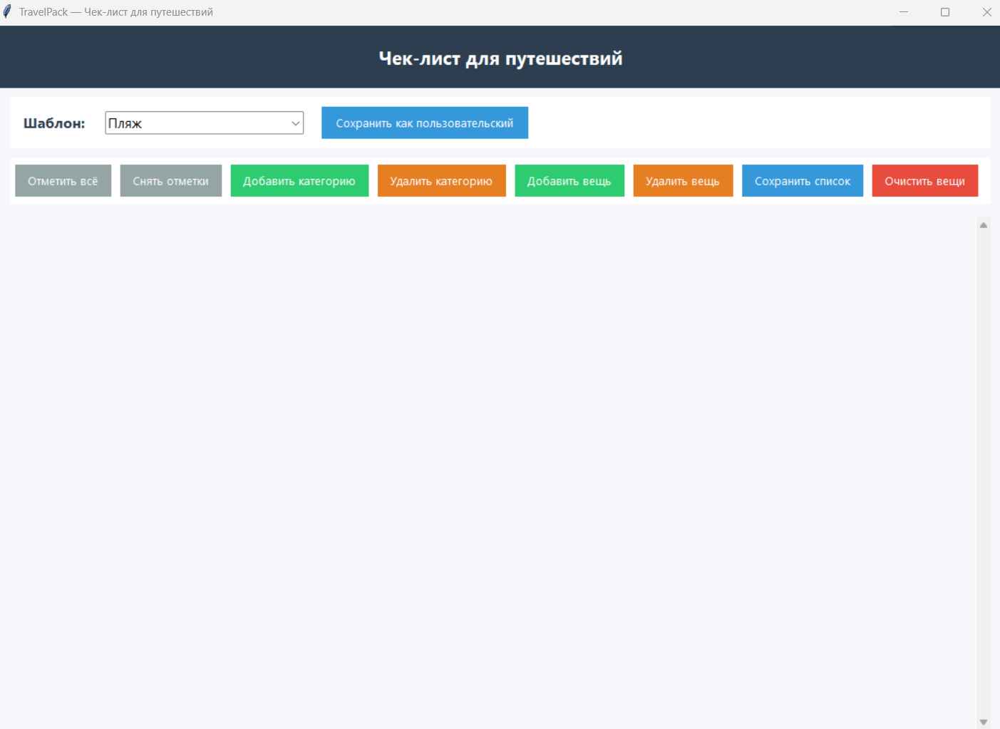 TravelPack — Чек-лист для путешествий
Чек-лист для путешествий
Шаблон: Пляж Сохранить как пользовательский
Отметить всё Снять отметки Добавить категорию Удалить категорию Добавить вещь Удалить вещь Сохранить список Очистить вещи